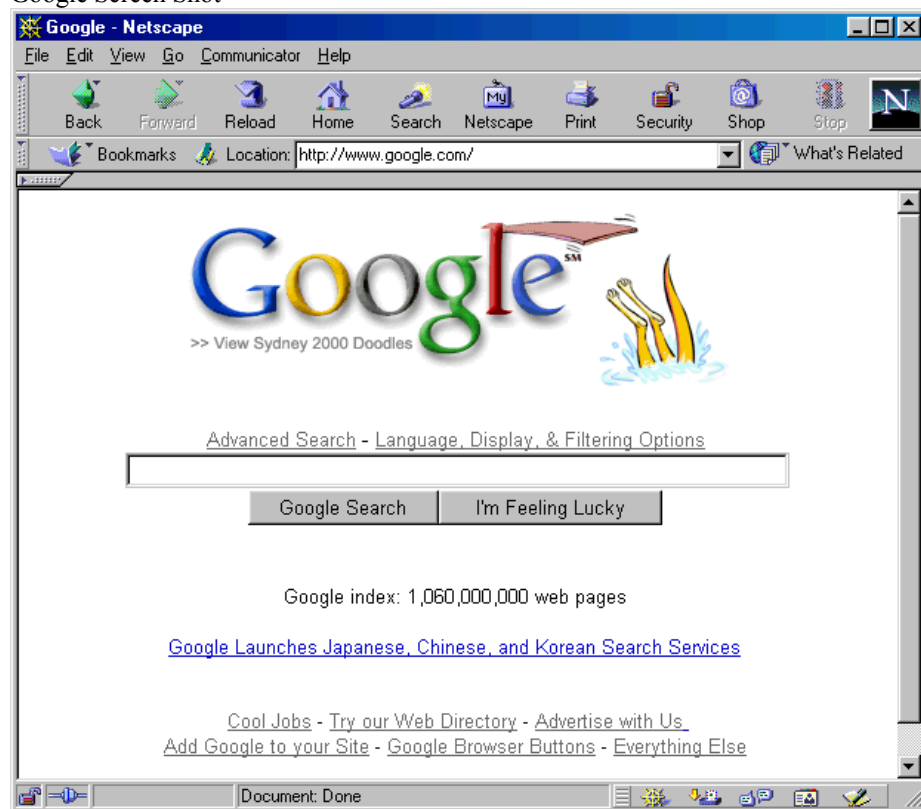 Google Screen Shot
Google - Netscape
File Edit View Go Communicator Help
My N
Back Forward Reload Home Search Netscape Print Security Shop Stop
Bookmarks Location: http://www.google.com/ What's Related
Google SM
>> View Sydney 2000 Doodles
Advanced Search - Language, Display, & Filtering Options
Google Search I'm Feeling Lucky
Google index: 1,060,000,000 web pages
Google Launches Japanese, Chinese, and Korean Search Services
Cool Jobs - Try our Web Directory - Advertise with Us
Add Google to your Site - Google Browser Buttons - Everything Else
Document: Done